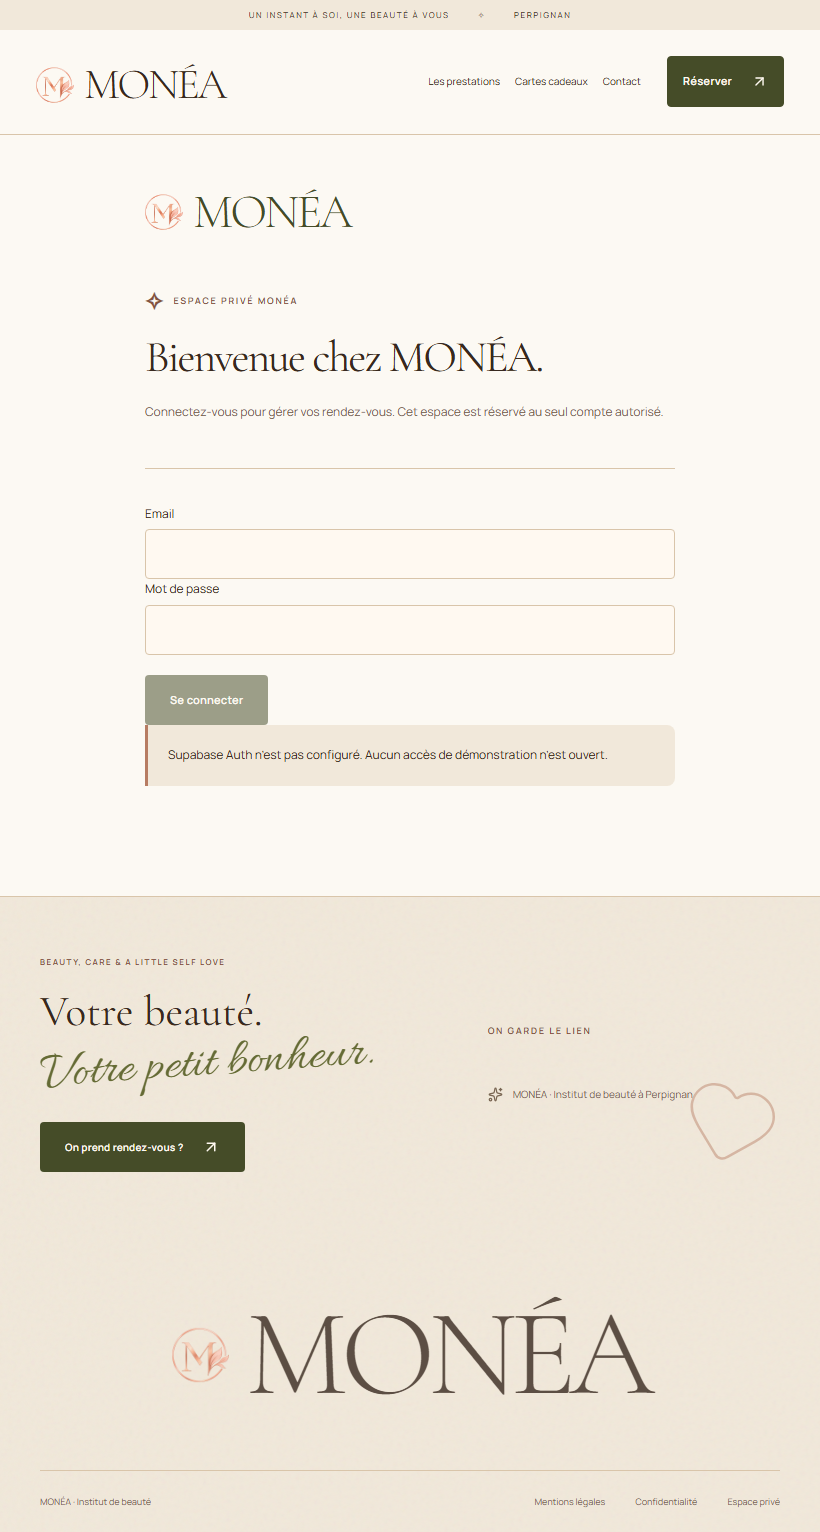 UN INSTANT À SOI, UNE BEAUTÉ À VOUS ✧ PERPIGNAN
MONÉA Les prestations Cartes cadeaux Contact Réserver
MONÉA
ESPACE PRIVÉ MONÉA
Bienvenue chez MONÉA.
Connectez-vous pour gérer vos rendez-vous. Cet espace est réservé au seul compte autorisé.
Email
Mot de passe
Se connecter
Supabase Auth n'est pas configuré. Aucun accès de démonstration n'est ouvert.
BEAUTY, CARE & A LITTLE SELF LOVE
Votre beauté.
Votre petit bonheur.
On prend rendez-vous ?
ON GARDE LE LIEN
MONÉA · Institut de beauté à Perpignan
MONÉA
MONÉA · Institut de beauté Mentions légales Confidentialité Espace privé